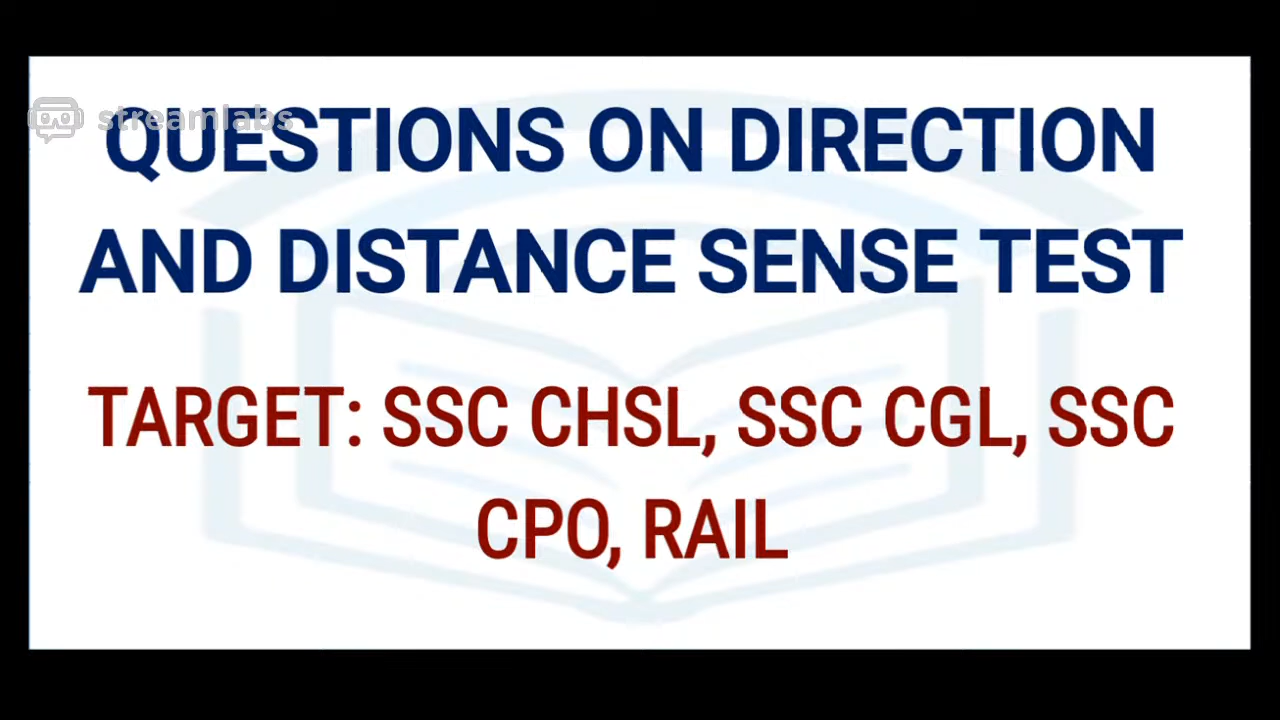 streamlabs
QUESTIONS ON DIRECTION
AND DISTANCE SENSE TEST
TARGET: SSC CHSL, SSC CGL, SSC
CPO, RAIL